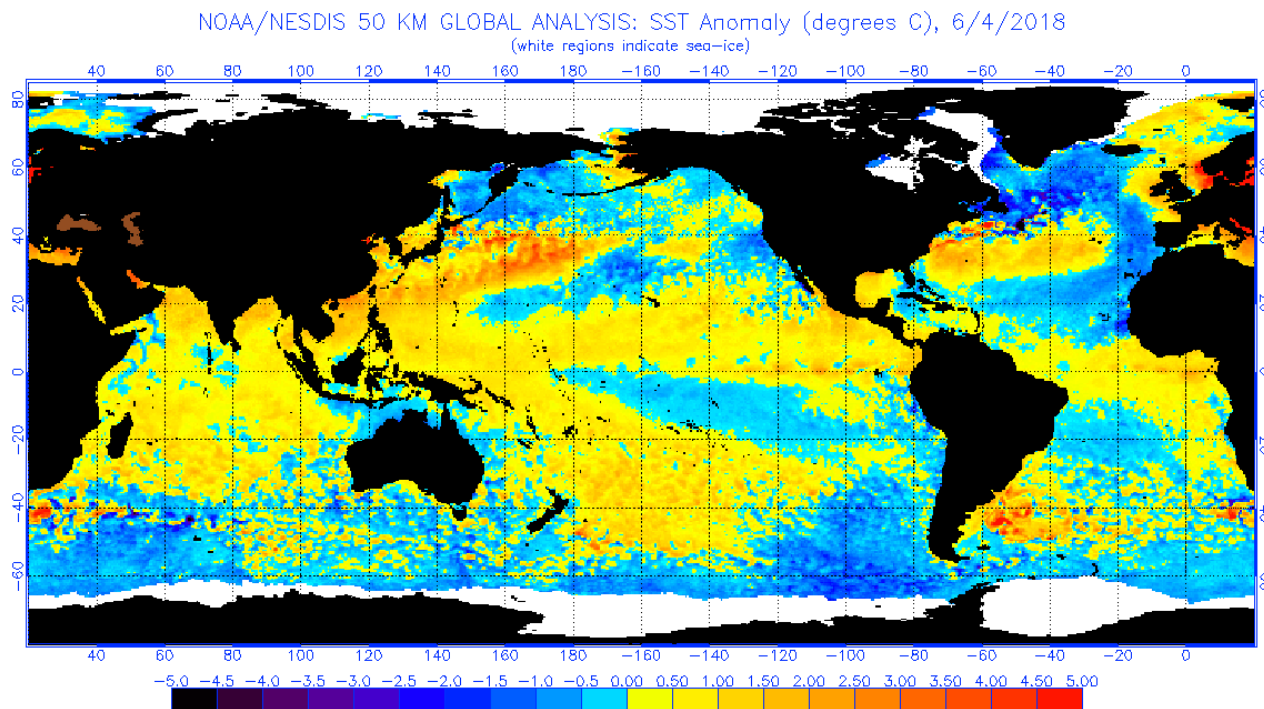 NOAA/NESDIS 50 KM GLOBAL ANALYSIS: SST Anomaly (degrees C), 6/4/2018
(white regions indicate sea-ice)
40 60 80 100 120 140 160 180 -160 -140 -120 -100 -80 -60 -40 -20 0
80
60
40
20
0
-20
-40
-60
40 60 80 100 120 140 160 180 -160 -140 -120 -100 -80 -60 -40 -20 0
-5.0 -4.5 -4.0 -3.5 -3.0 -2.5 -2.0 -1.5 -1.0 -0.5 0.00 0.50 1.00 1.50 2.00 2.50 3.00 3.50 4.00 4.50 5.00